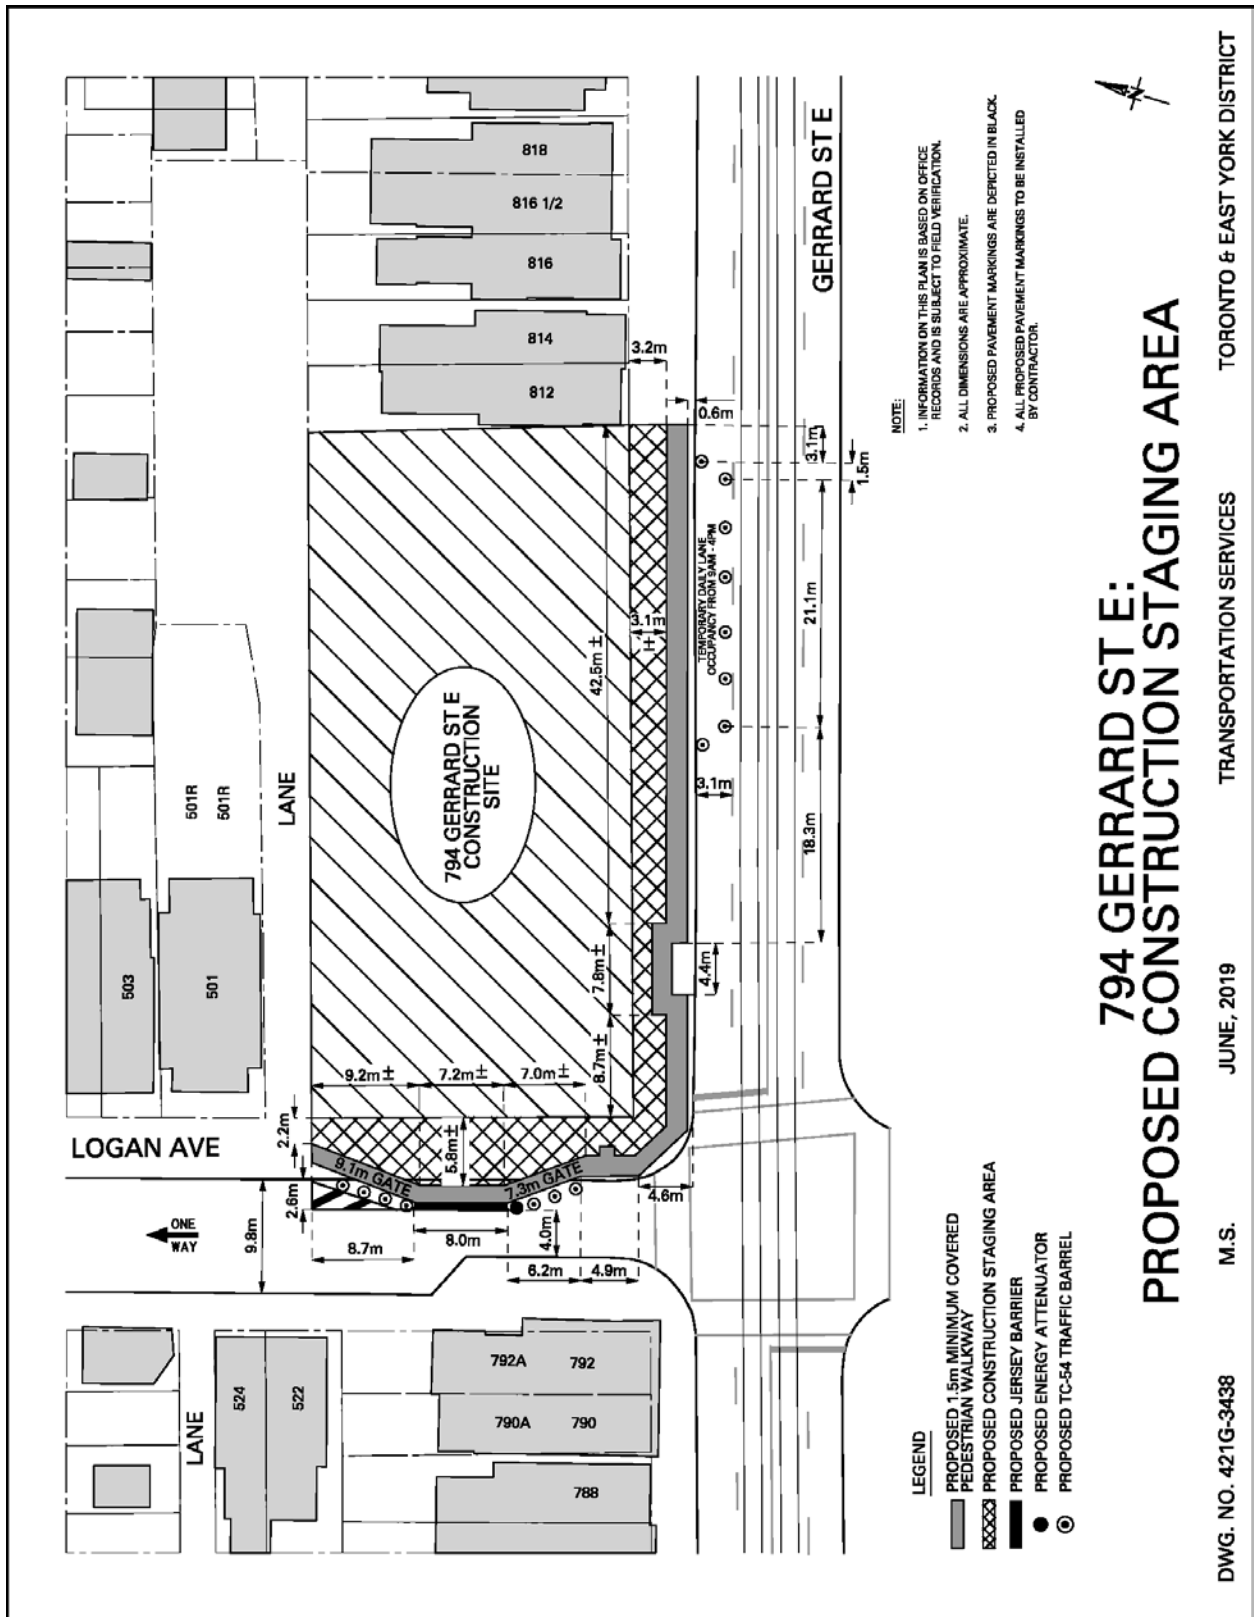 794 GERRARD ST E:
PROPOSED CONSTRUCTION STAGING AREA
DWG. NO. 421G-3438
M.S.
JUNE, 2019
TRANSPORTATION SERVICES
TORONTO & EAST YORK DISTRICT
LEGEND
PROPOSED 1.5m MINIMUM COVERED
PEDESTRIAN WALKWAY
PROPOSED CONSTRUCTION STAGING AREA
PROPOSED JERSEY BARRIER
PROPOSED ENERGY ATTENUATOR
PROPOSED TC-54 TRAFFIC BARREL
NOTE:
1. INFORMATION ON THIS PLAN IS BASED ON OFFICE
RECORDS AND IS SUBJECT TO FIELD VERIFICATION.
2. ALL DIMENSIONS ARE APPROXIMATE.
3. PROPOSED PAVEMENT MARKINGS ARE DEPICTED IN BLACK.
4. ALL PROPOSED PAVEMENT MARKINGS TO BE INSTALLED
BY CONTRACTOR.
N
GERRARD ST E
LOGAN AVE
LANE
LANE
794 GERRARD ST E
CONSTRUCTION
SITE
ONE
WAY
TEMPORARY DAILY LANE
OCCUPANCY FROM 9AM - 4PM
503
501
501R
501R
524
522
792A
792
790A
790
788
812
814
816
816 1/2
818
9.2m ±
7.2m ±
7.0m ±
2.2m
5.8m ±
9.1m GATE
7.3m GATE
2.6m
9.8m
8.7m
8.0m
4.0m
6.2m
4.9m
4.6m
8.7m ±
7.8m ±
42.5m ±
4.4m
3.1m ±
3.1m
18.3m
21.1m
1.5m
3.1m
0.6m
3.2m